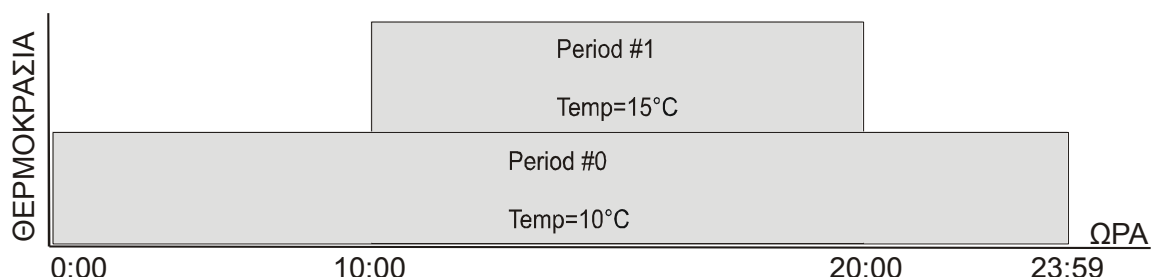 ΘΕΡΜΟΚΡΑΣΙΑ
Period #1
Temp=15°C
Period #0
Temp=10°C
ΩΡΑ
0:00 10:00 20:00 23:59